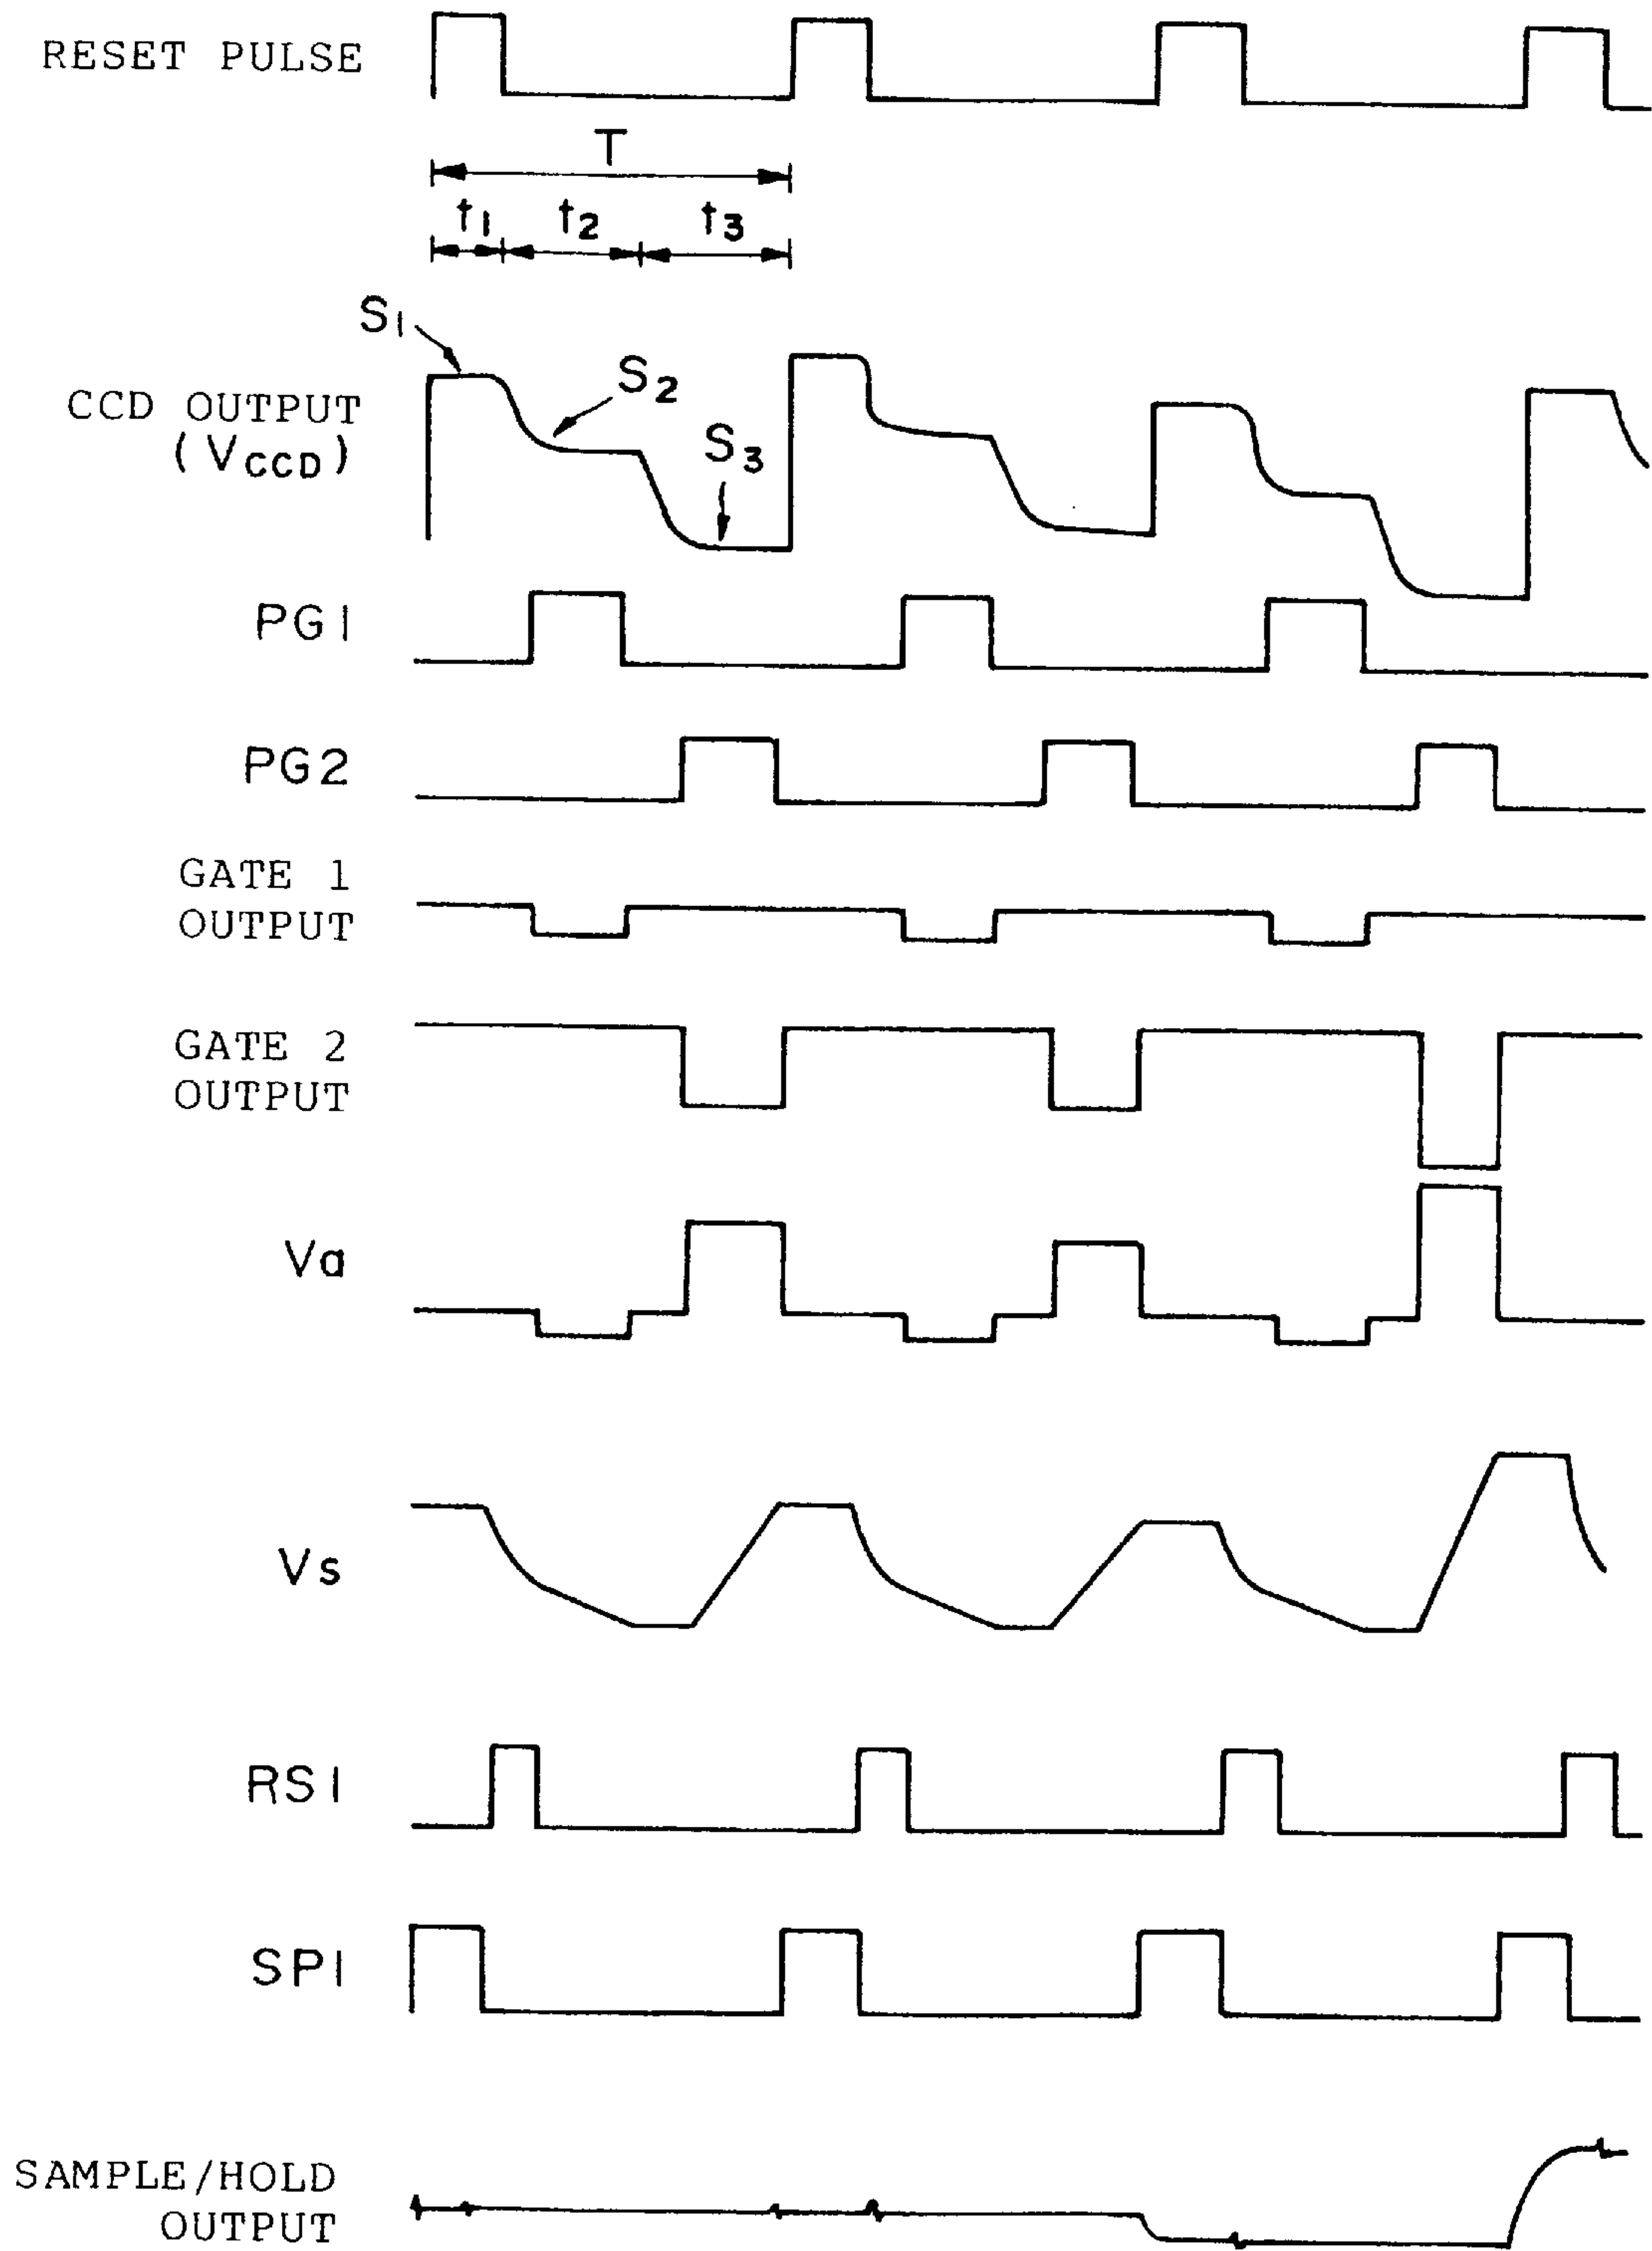 RESET PULSE
T
t1 t2 t3
S1
S2
S3
CCD OUTPUT
(VCCD)
PG1
PG2
GATE 1
OUTPUT
GATE 2
OUTPUT
Va
Vs
RS1
SP1
SAMPLE/HOLD
OUTPUT